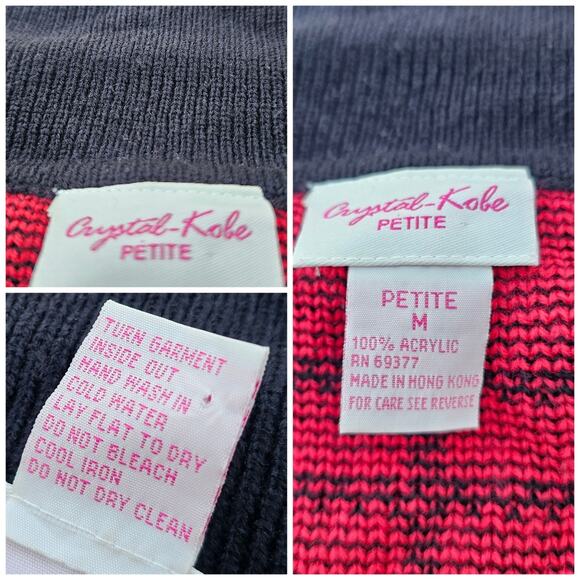 Crystal-Kobe
PETITE
Crystal-Kobe
PETITE
PETITE
M
100% ACRYLIC
RN 69377
MADE IN HONG KONG
FOR CARE SEE REVERSE
TURN GARMENT
INSIDE OUT
HAND WASH IN
COLD WATER
LAY FLAT TO DRY
DO NOT BLEACH
COOL IRON
DO NOT DRY CLEAN